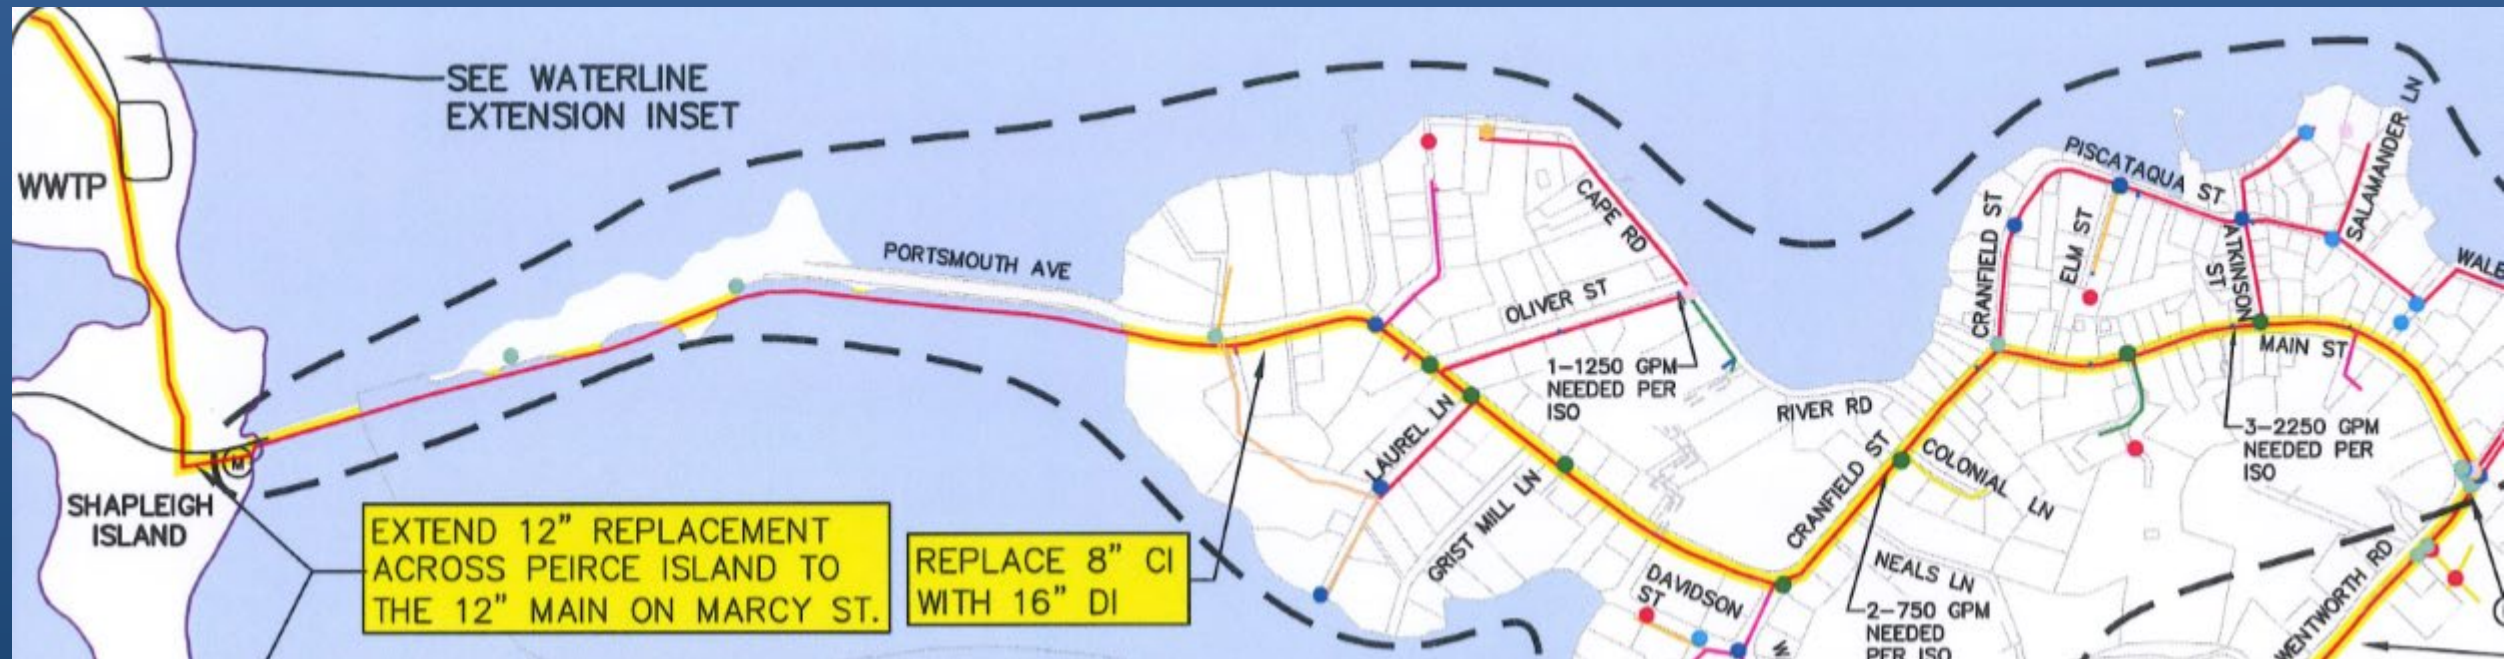 SEE WATERLINE
EXTENSION INSET
WWTP
SHAPLEIGH
ISLAND
M
EXTEND 12" REPLACEMENT
ACROSS PEIRCE ISLAND TO
THE 12" MAIN ON MARCY ST.
REPLACE 8" CI
WITH 16" DI
PORTSMOUTH AVE
CAPE RD
OLIVER ST
1-1250 GPM
NEEDED PER
ISO
LAUREL LN
GRIST MILL LN
RIVER RD
CRANFIELD ST
COLONIAL LN
NEALS LN
DAVIDSON
ST
W
2-750 GPM
NEEDED
PER ISO
CRANFIELD ST
PISCATAQUA ST
ELM ST
ATKINSON
ST
SALAMANDER LN
MAIN ST
3-2250 GPM
NEEDED PER
ISO
WENTWORTH RD